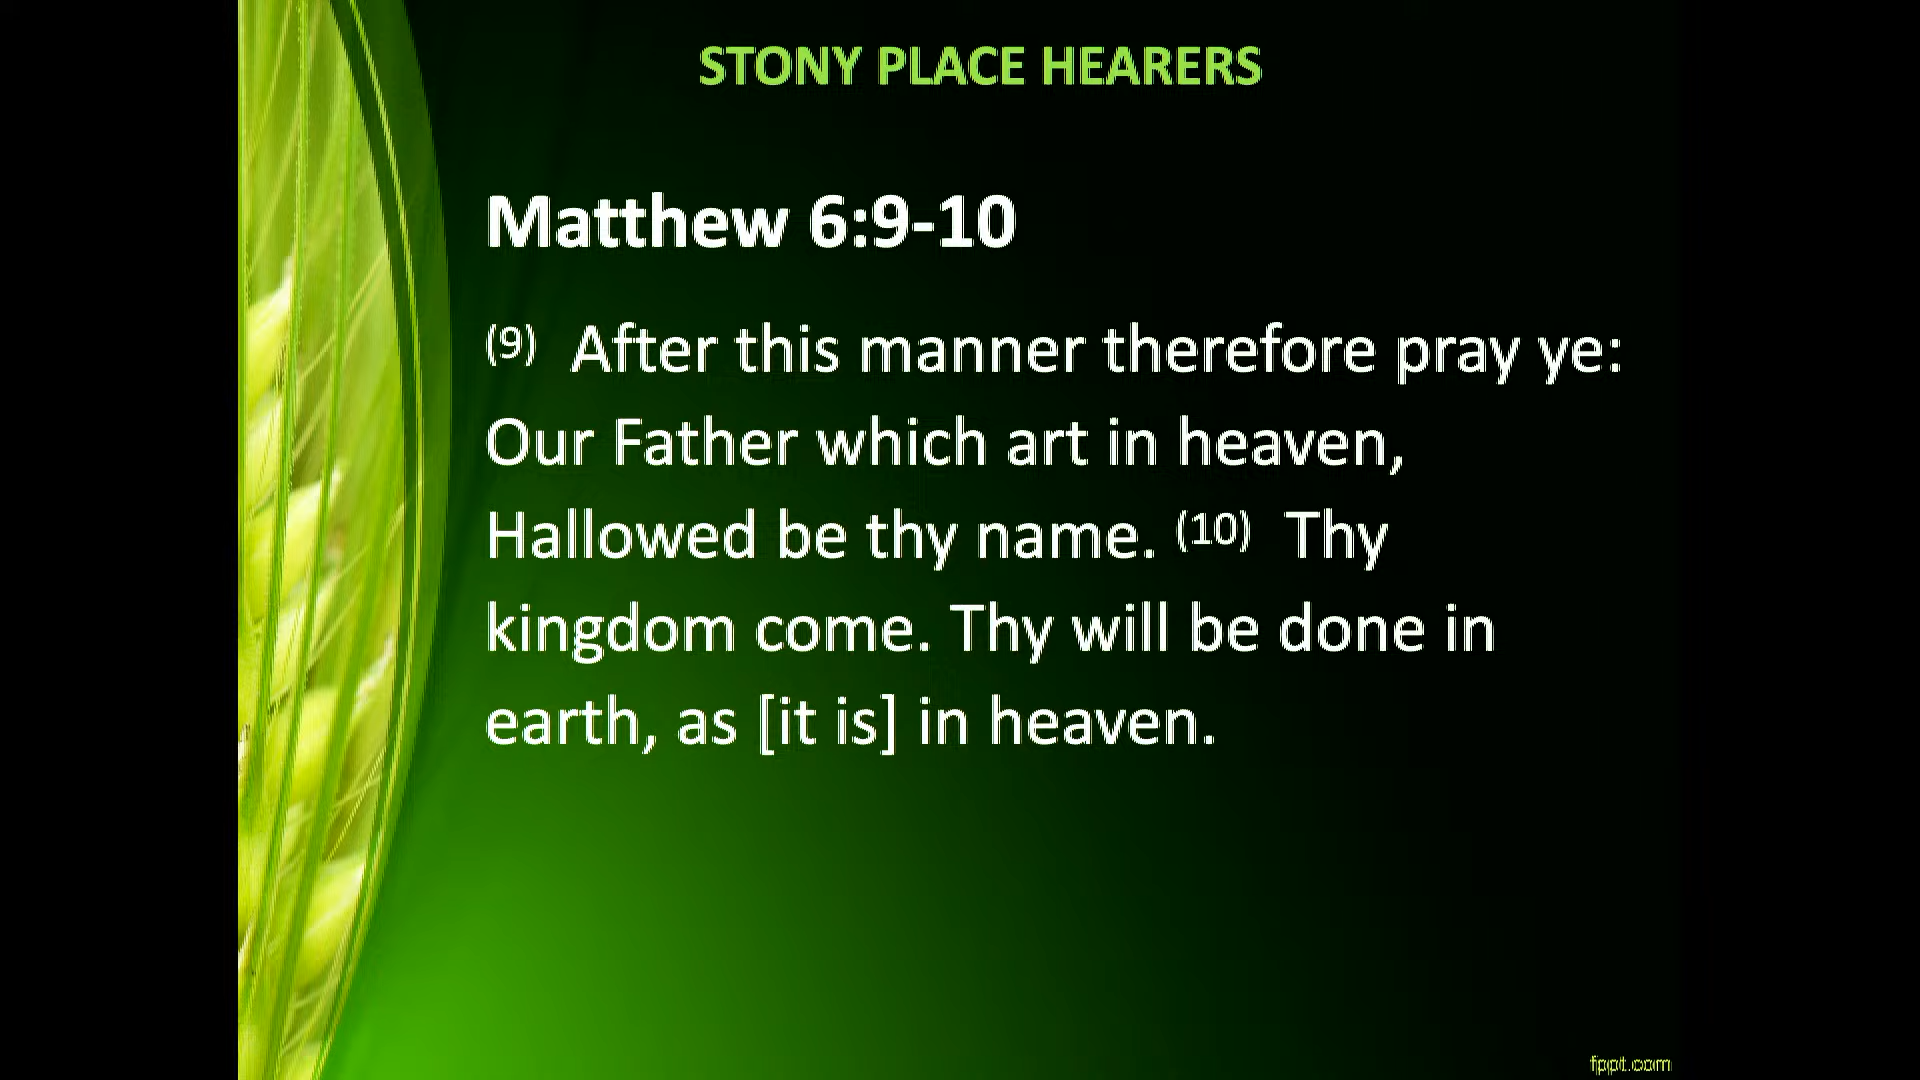 STONY PLACE HEARERS
Matthew 6:9-10
(9) After this manner therefore pray ye:
Our Father which art in heaven,
Hallowed be thy name. (10) Thy
kingdom come. Thy will be done in
earth, as [it is] in heaven.
fppt.com